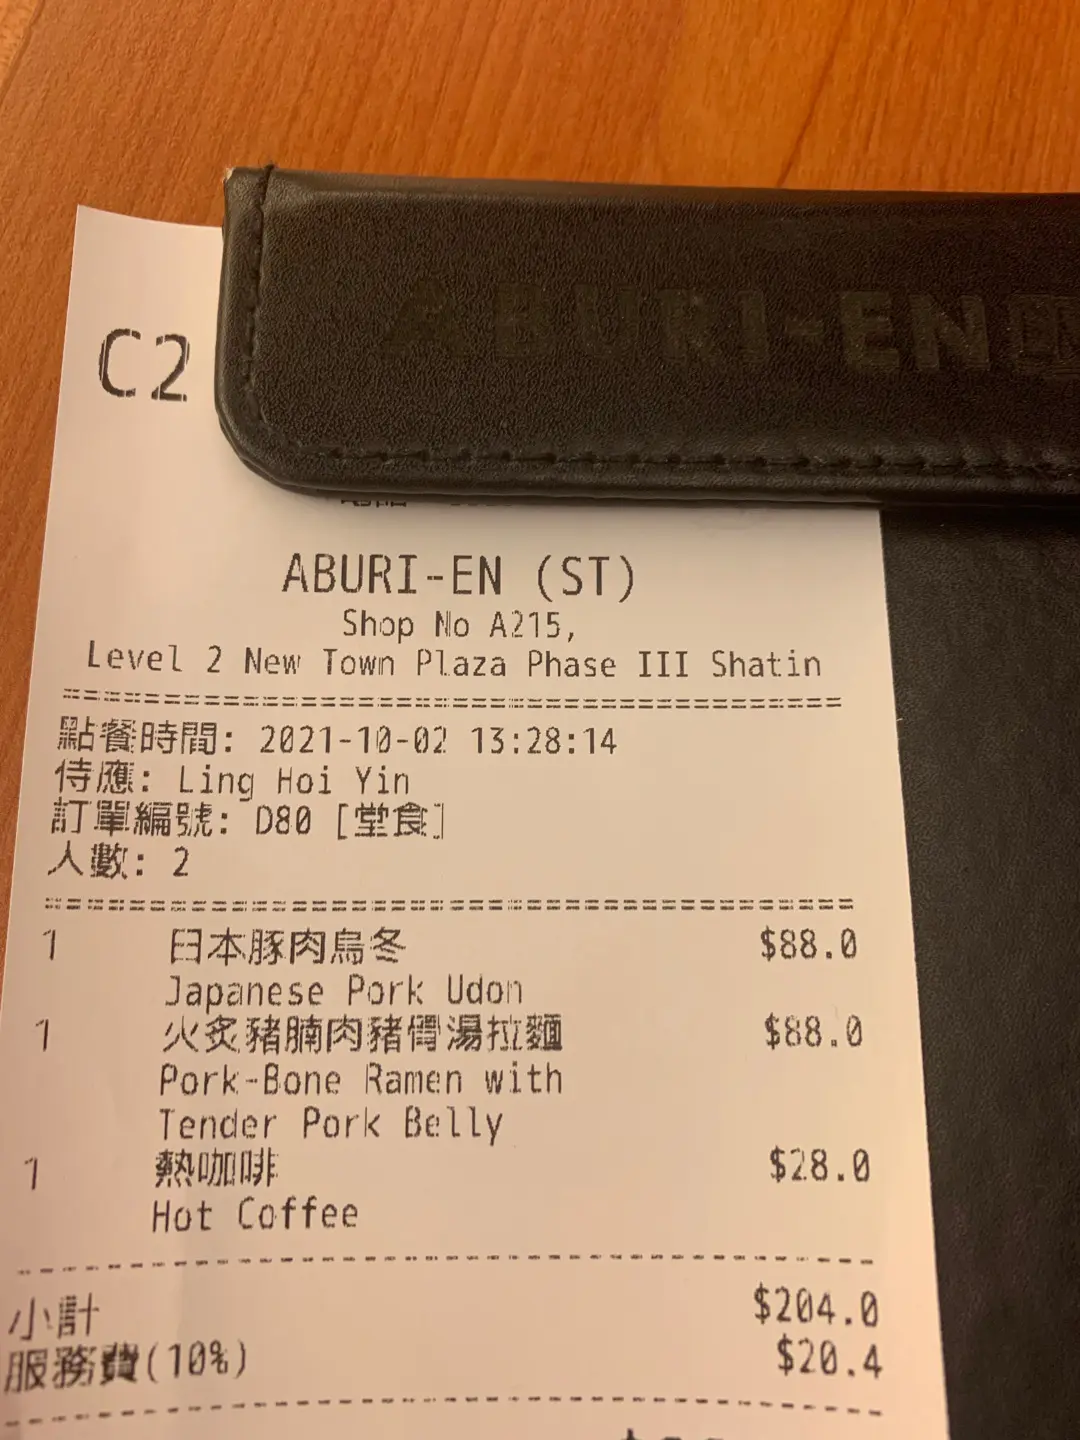 ABURI-EN
C2
ABURI-EN (ST)
Shop No A215,
Level 2 New Town Plaza Phase III Shatin
點餐時間: 2021-10-02 13:28:14
侍應: Ling Hoi Yin
訂單編號: D80 [堂食]
人數: 2
1 日本豚肉烏冬 $88.0
Japanese Pork Udon
1 火炙豬腩肉豬骨湯拉麵 $88.0
Pork-Bone Ramen with
Tender Pork Belly
1 熱咖啡 $28.0
Hot Coffee
小計 $204.0
服務費(10%) $20.4